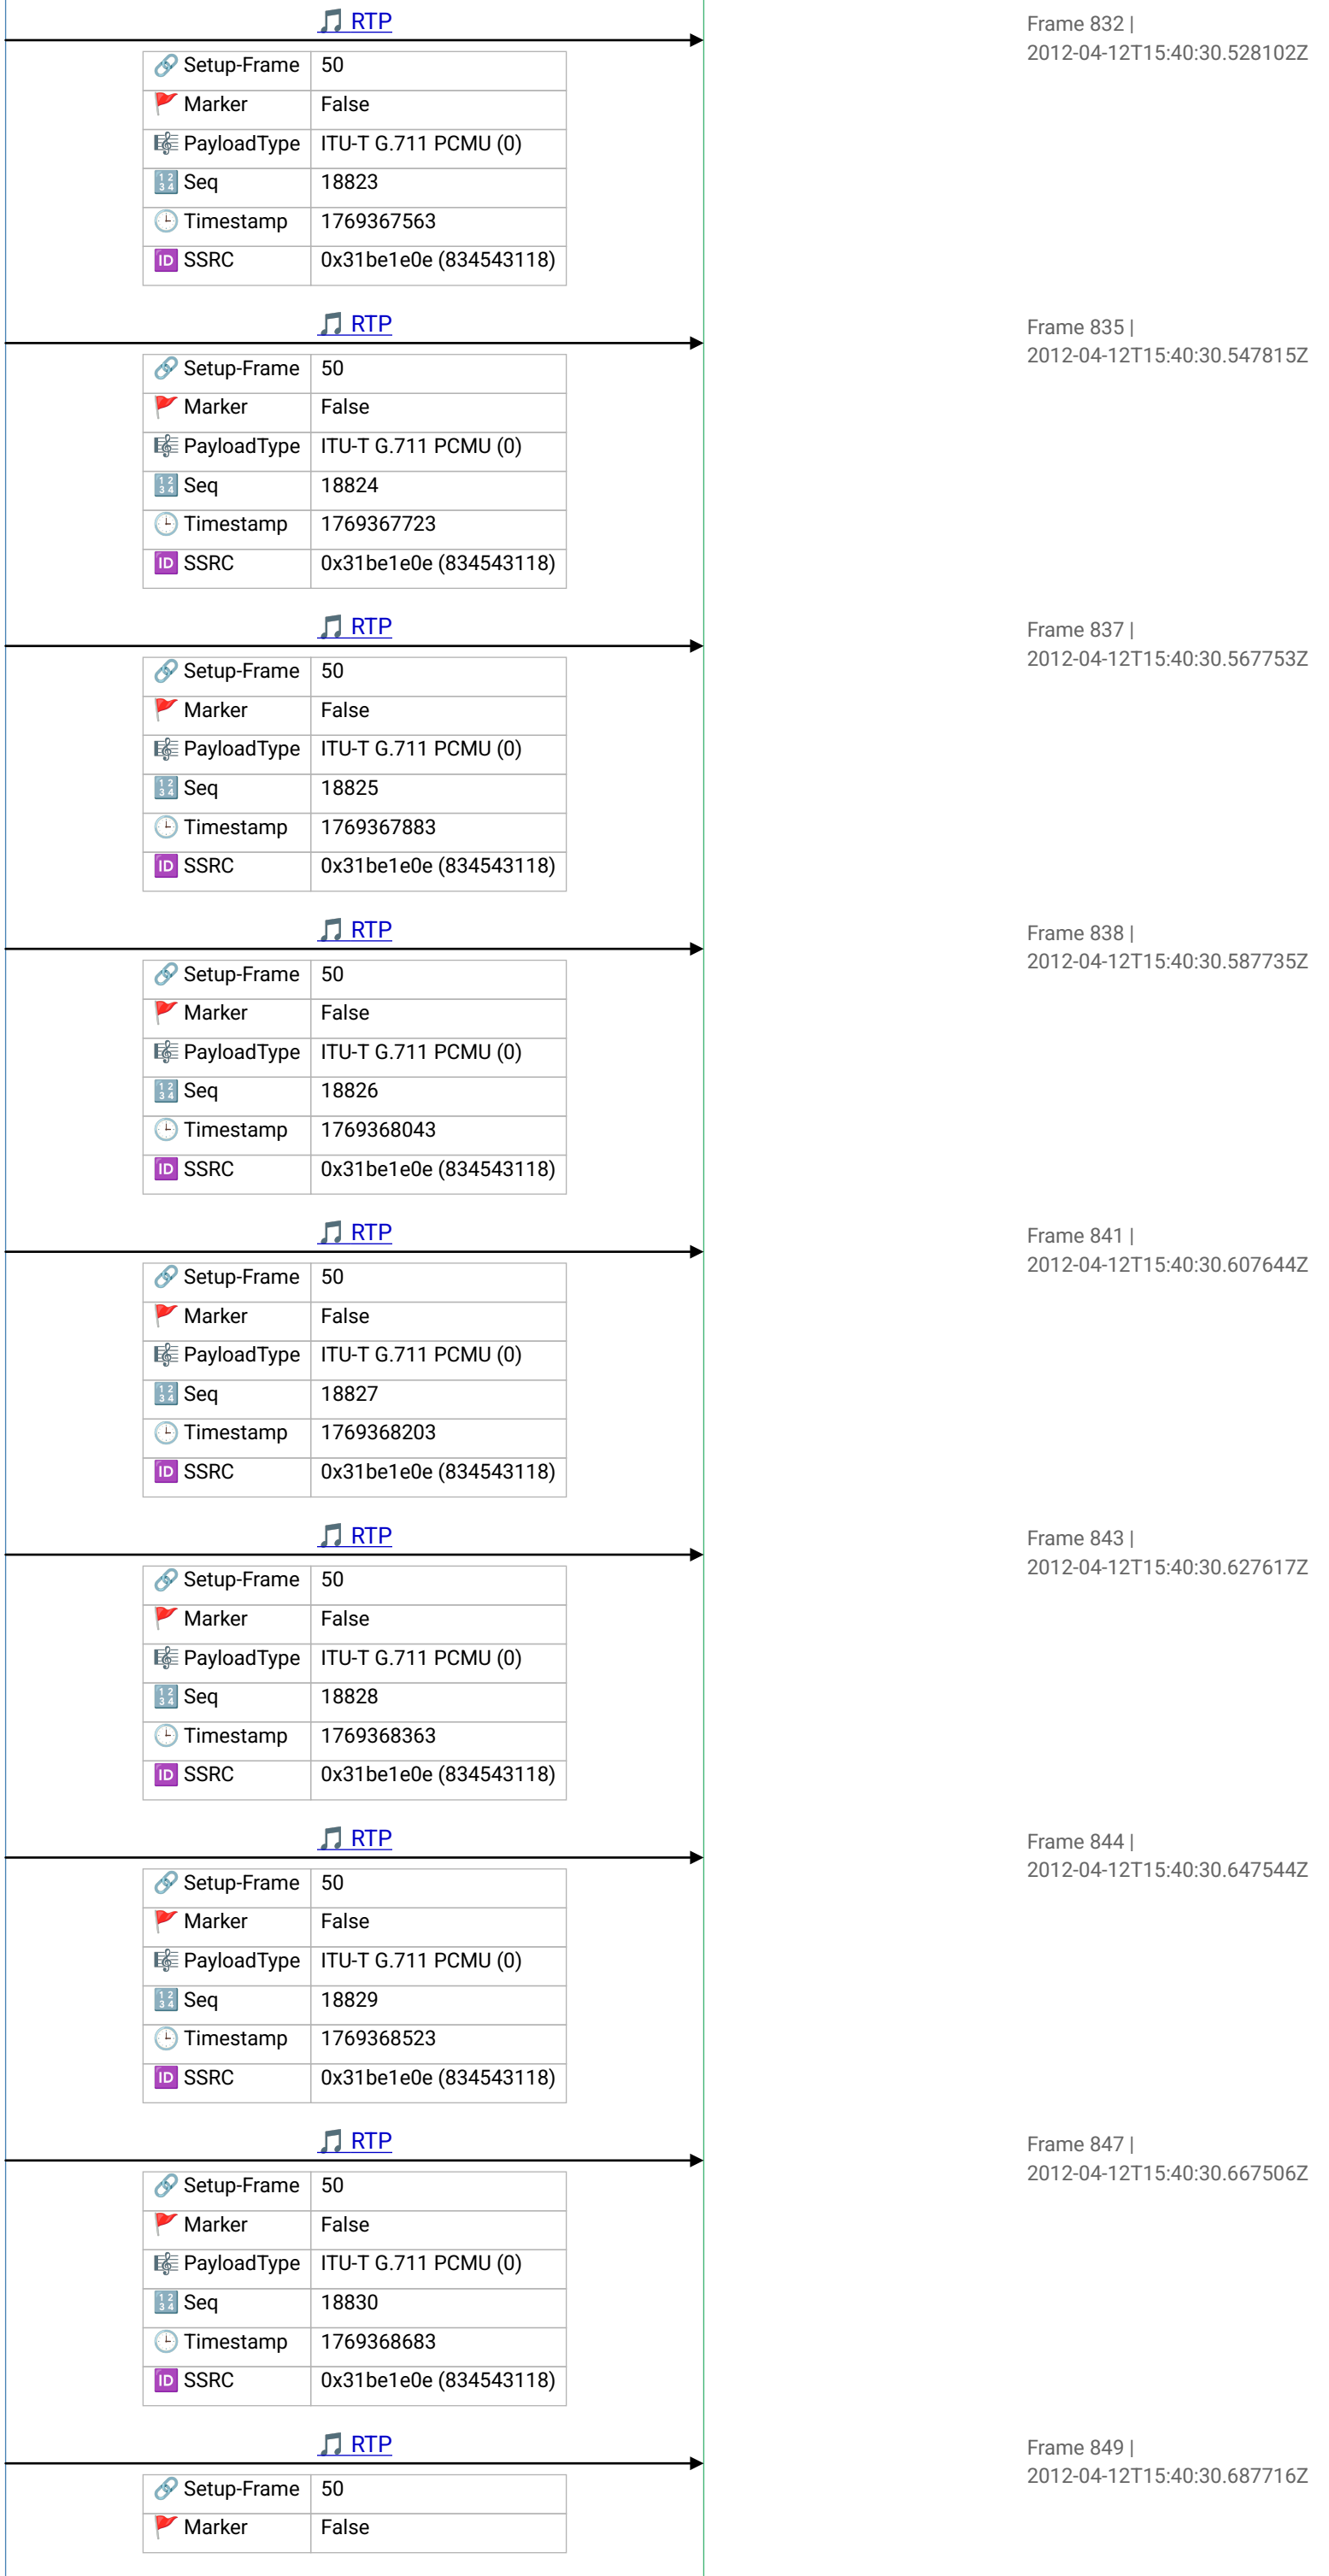 🎵 RTP
Frame 832 |
2012-04-12T15:40:30.528102Z
🔗 Setup-Frame 50
🚩 Marker False
🎼 PayloadType ITU-T G.711 PCMU (0)
🔢 Seq 18823
🕒 Timestamp 1769367563
🆔 SSRC 0x31be1e0e (834543118)
🎵 RTP
Frame 835 |
2012-04-12T15:40:30.547815Z
🔗 Setup-Frame 50
🚩 Marker False
🎼 PayloadType ITU-T G.711 PCMU (0)
🔢 Seq 18824
🕒 Timestamp 1769367723
🆔 SSRC 0x31be1e0e (834543118)
🎵 RTP
Frame 837 |
2012-04-12T15:40:30.567753Z
🔗 Setup-Frame 50
🚩 Marker False
🎼 PayloadType ITU-T G.711 PCMU (0)
🔢 Seq 18825
🕒 Timestamp 1769367883
🆔 SSRC 0x31be1e0e (834543118)
🎵 RTP
Frame 838 |
2012-04-12T15:40:30.587735Z
🔗 Setup-Frame 50
🚩 Marker False
🎼 PayloadType ITU-T G.711 PCMU (0)
🔢 Seq 18826
🕒 Timestamp 1769368043
🆔 SSRC 0x31be1e0e (834543118)
🎵 RTP
Frame 841 |
2012-04-12T15:40:30.607644Z
🔗 Setup-Frame 50
🚩 Marker False
🎼 PayloadType ITU-T G.711 PCMU (0)
🔢 Seq 18827
🕒 Timestamp 1769368203
🆔 SSRC 0x31be1e0e (834543118)
🎵 RTP
Frame 843 |
2012-04-12T15:40:30.627617Z
🔗 Setup-Frame 50
🚩 Marker False
🎼 PayloadType ITU-T G.711 PCMU (0)
🔢 Seq 18828
🕒 Timestamp 1769368363
🆔 SSRC 0x31be1e0e (834543118)
🎵 RTP
Frame 844 |
2012-04-12T15:40:30.647544Z
🔗 Setup-Frame 50
🚩 Marker False
🎼 PayloadType ITU-T G.711 PCMU (0)
🔢 Seq 18829
🕒 Timestamp 1769368523
🆔 SSRC 0x31be1e0e (834543118)
🎵 RTP
Frame 847 |
2012-04-12T15:40:30.667506Z
🔗 Setup-Frame 50
🚩 Marker False
🎼 PayloadType ITU-T G.711 PCMU (0)
🔢 Seq 18830
🕒 Timestamp 1769368683
🆔 SSRC 0x31be1e0e (834543118)
🎵 RTP
Frame 849 |
2012-04-12T15:40:30.687716Z
🔗 Setup-Frame 50
🚩 Marker False